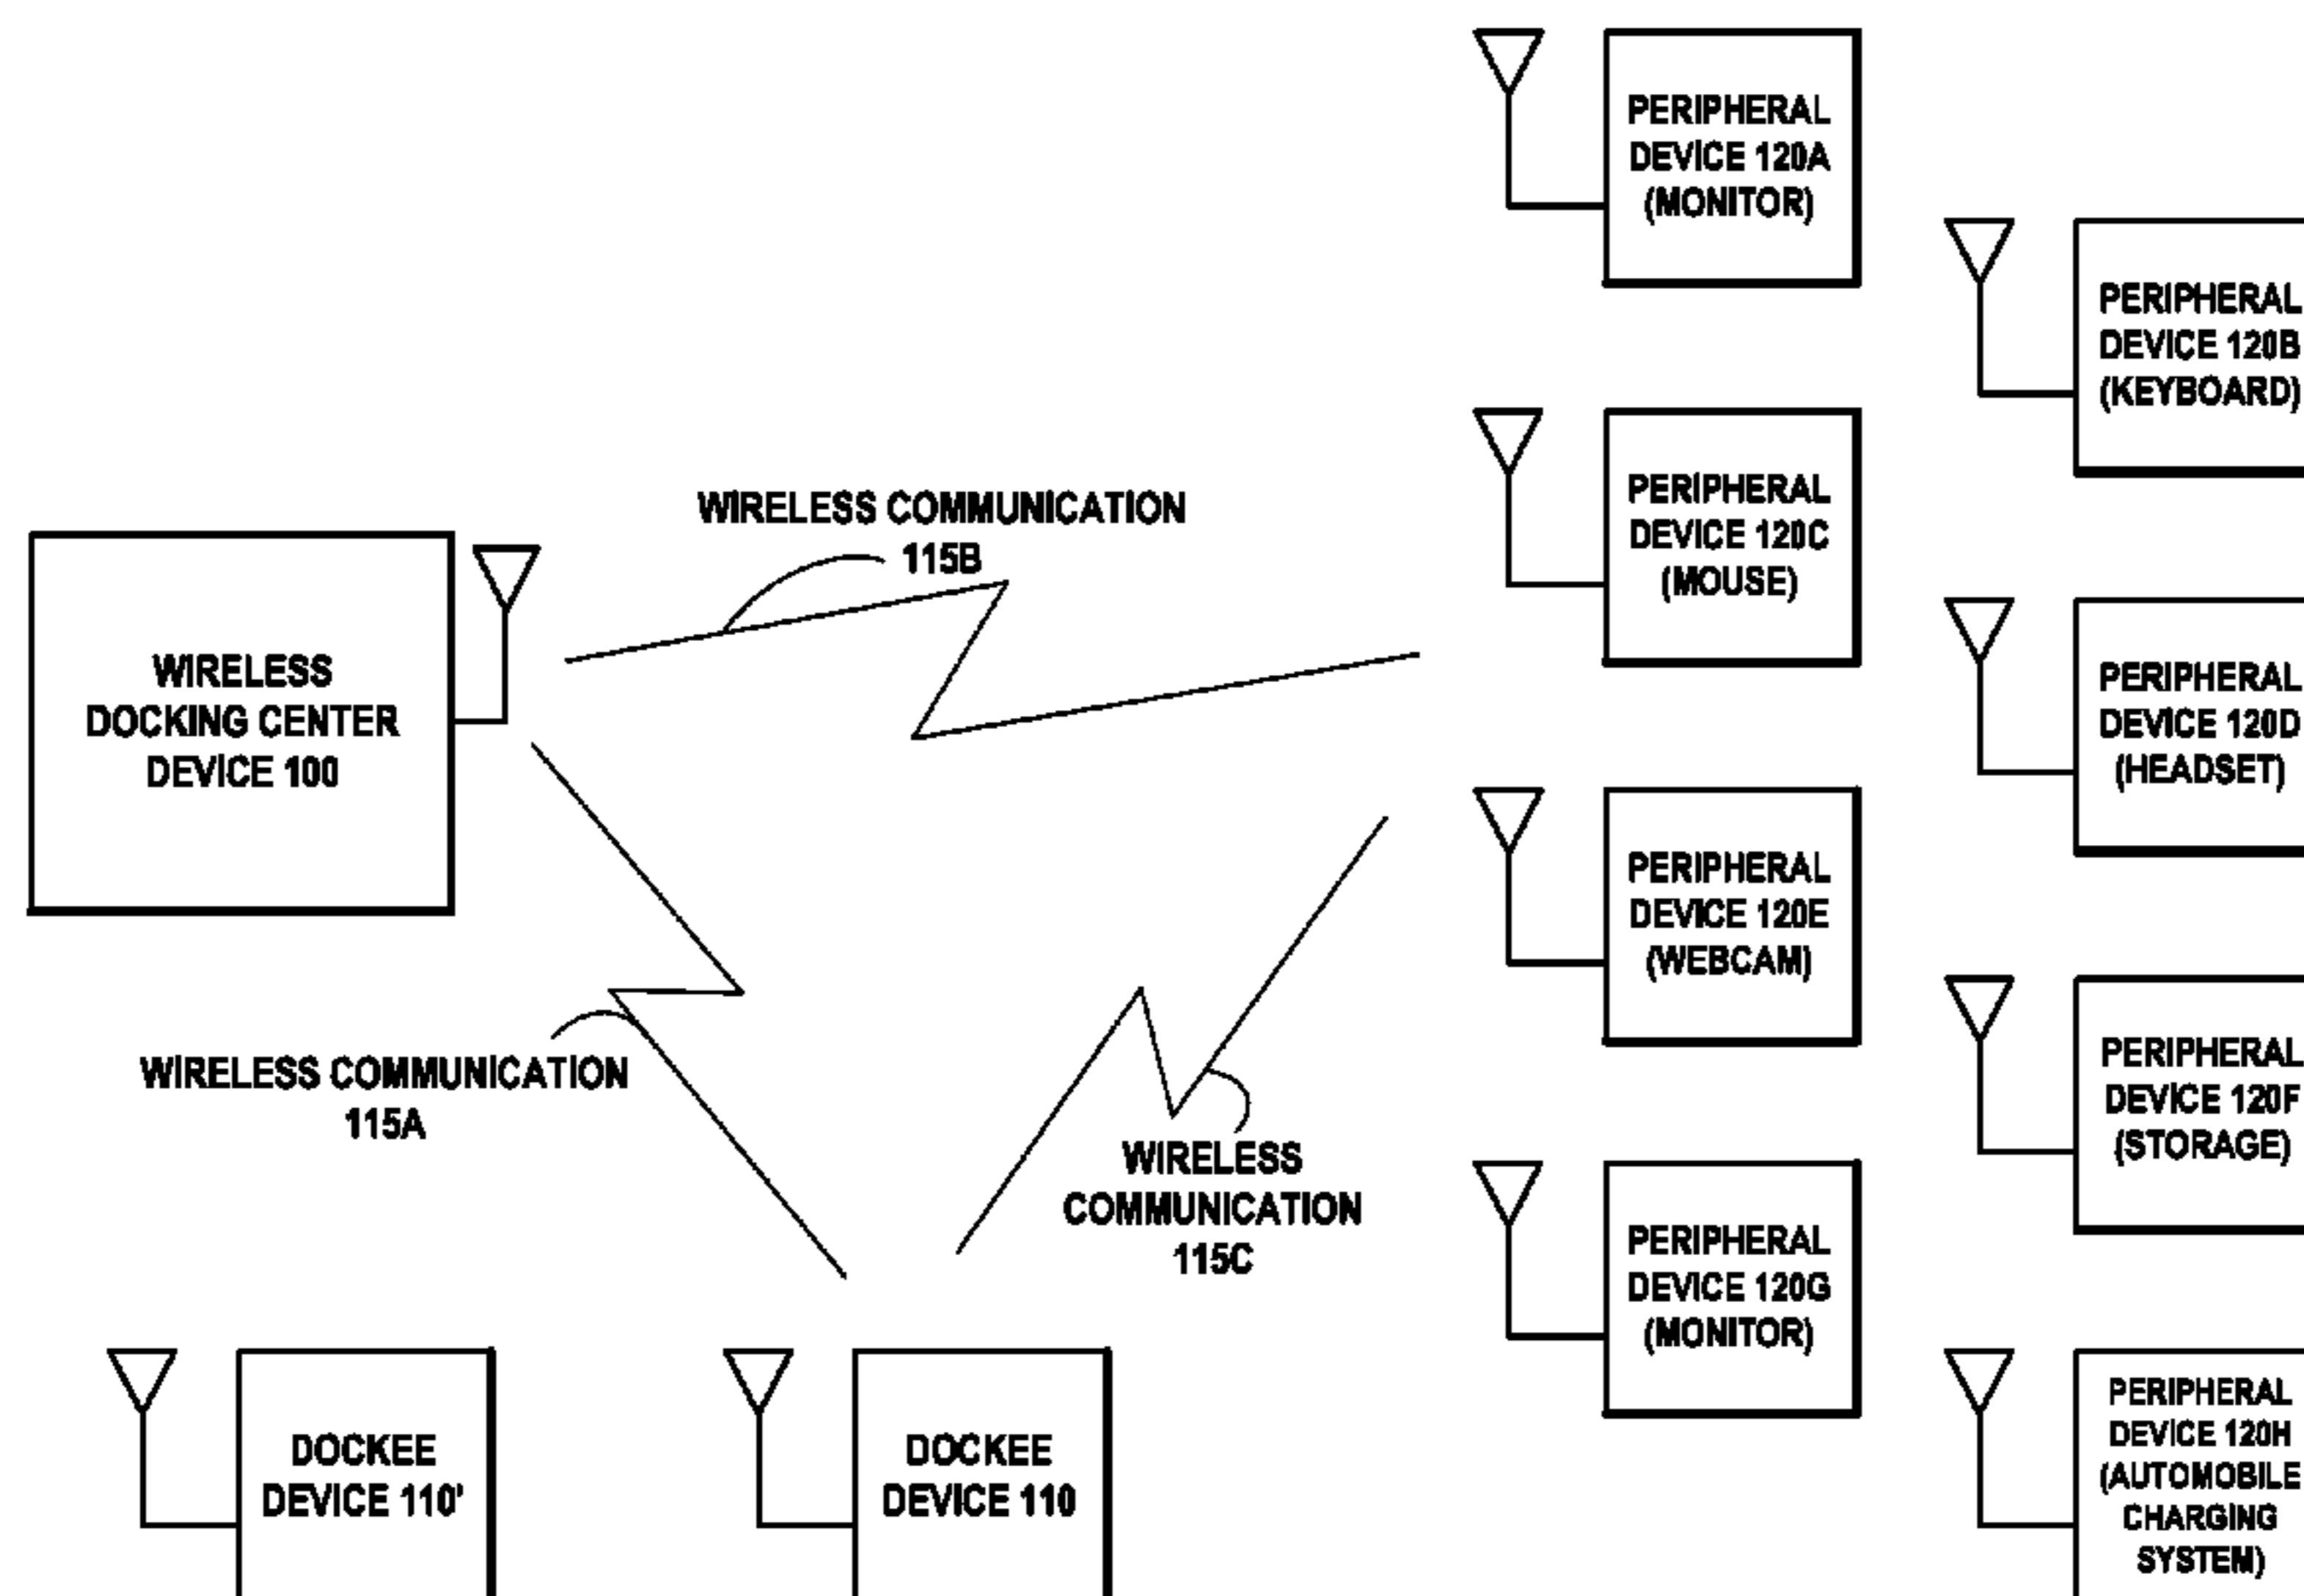 PERIPHERAL
DEVICE 120A
(MONITOR)
PERIPHERAL
DEVICE 120B
(KEYBOARD)
PERIPHERAL
DEVICE 120C
(MOUSE)
WIRELESS COMMUNICATION
115B
WIRELESS
DOCKING CENTER
DEVICE 100
PERIPHERAL
DEVICE 120D
(HEADSET)
PERIPHERAL
DEVICE 120E
(WEBCAM)
WIRELESS COMMUNICATION
115A
PERIPHERAL
DEVICE 120F
(STORAGE)
WIRELESS
COMMUNICATION
115C
PERIPHERAL
DEVICE 120G
(MONITOR)
DOCKEE
DEVICE 110'
DOCKEE
DEVICE 110
PERIPHERAL
DEVICE 120H
(AUTOMOBILE
CHARGING
SYSTEM)